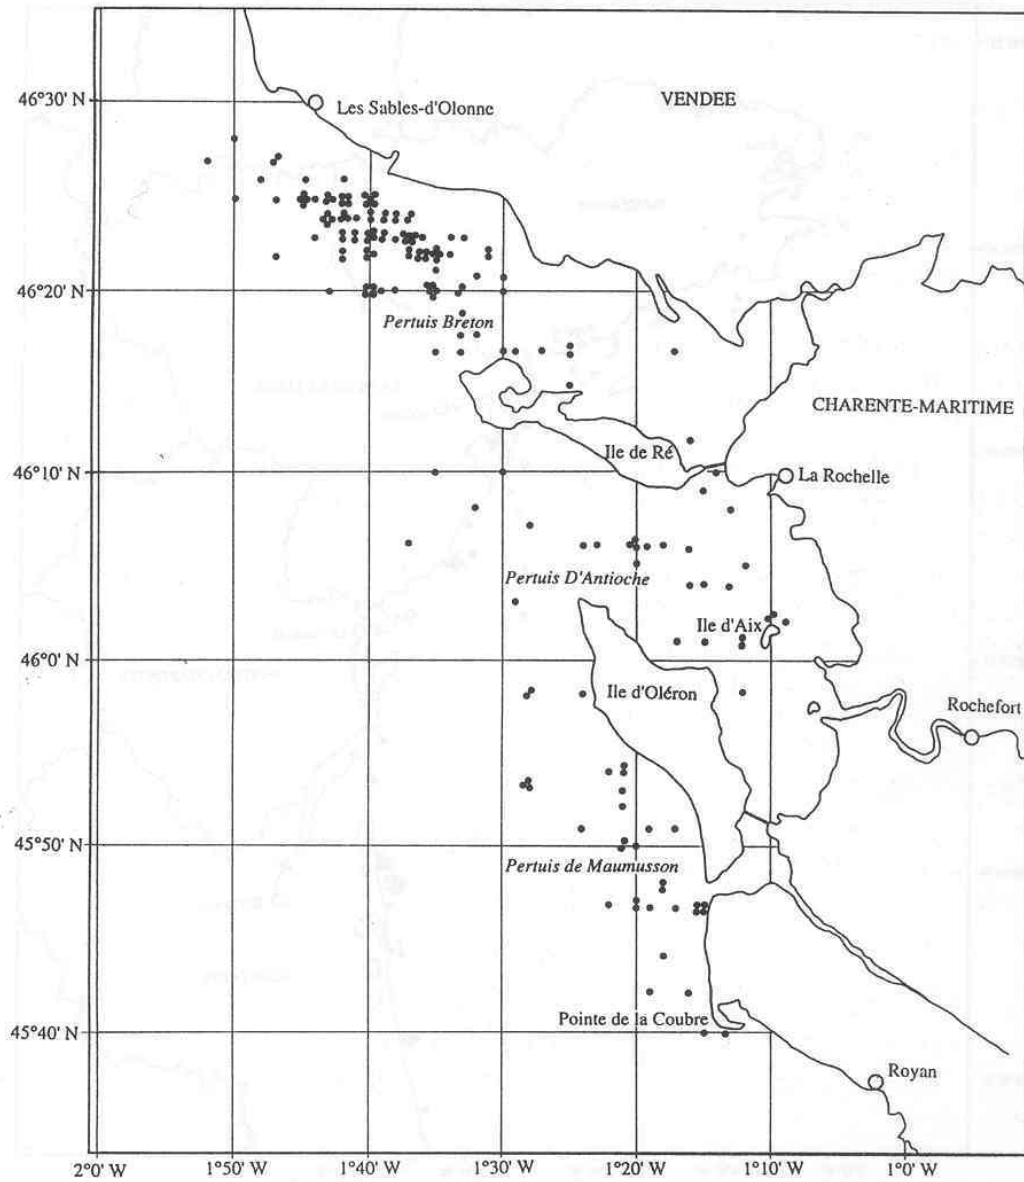 46°30' N
Les Sables-d'Olonne
VENDEE
46°20' N
Pertuis Breton
CHARENTE-MARITIME
Ile de Ré
46°10' N
La Rochelle
Pertuis D'Antioche
Ile d'Aix
46°0' N
Ile d'Oléron
Rochefort
45°50' N
Pertuis de Maumusson
Pointe de la Coubre
45°40' N
Royan
2°0' W
1°50' W
1°40' W
1°30' W
1°20' W
1°10' W
1°0' W